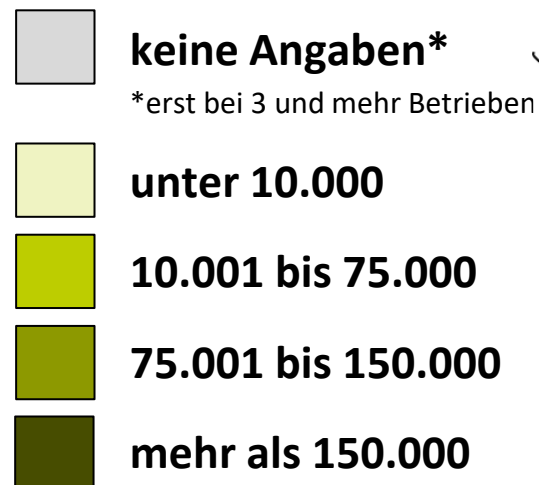 keine Angaben*
*erst bei 3 und mehr Betrieben
unter 10.000
10.001 bis 75.000
75.001 bis 150.000
mehr als 150.000